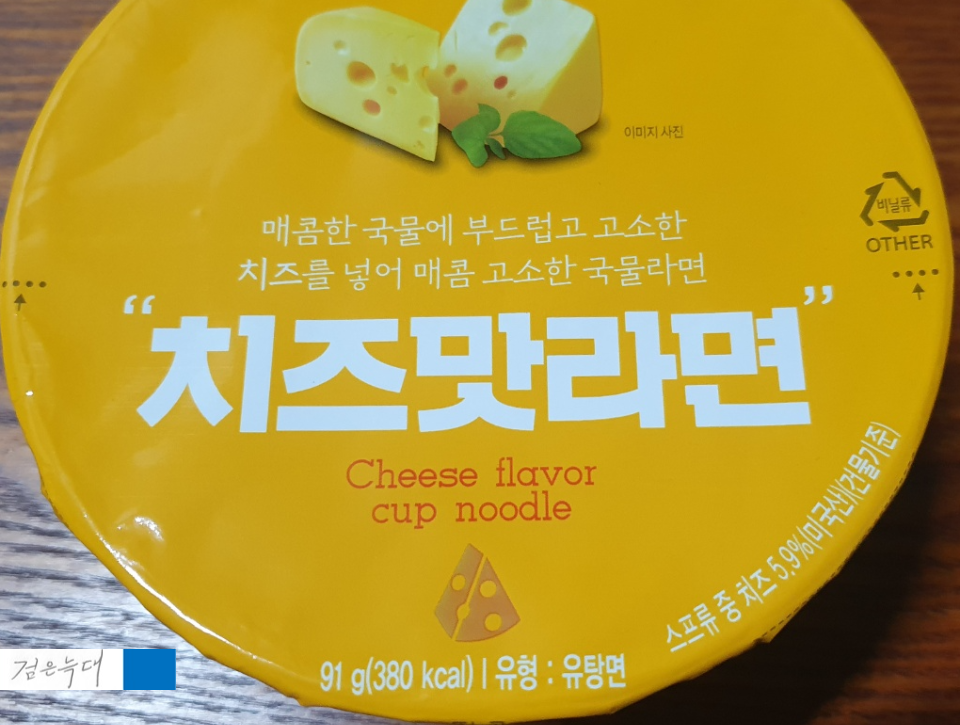 이미지 사진
비닐류
OTHER
매콤한 국물에 부드럽고 고소한
치즈를 넣어 매콤 고소한 국물라면
“치즈맛라면”
Cheese flavor
cup noodle
스프류 중 치즈 5.9%(미국산)(건물기준)
91 g(380 kcal) | 유형 : 유탕면
검은늑대